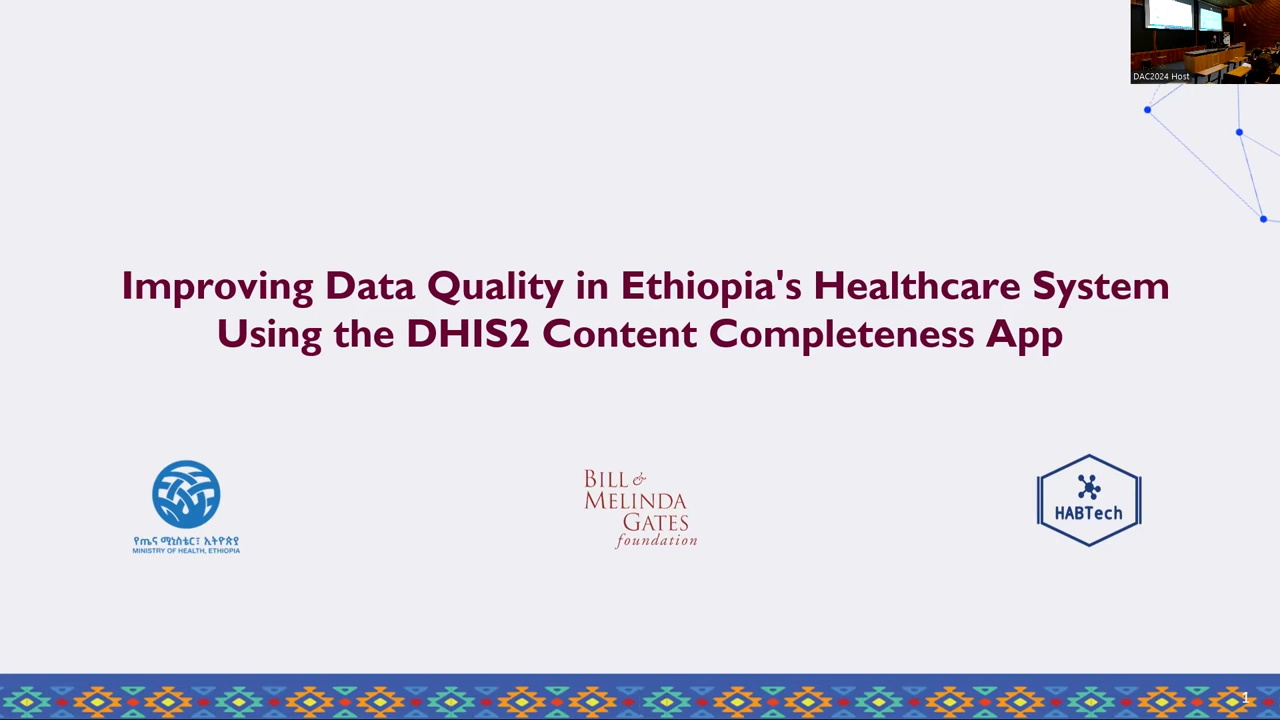 DAC2024 Host
Improving Data Quality in Ethiopia's Healthcare System
Using the DHIS2 Content Completeness App
የጤና ሚኒስቴር፣ ኢትዮጵያ
MINISTRY OF HEALTH, ETHIOPIA
BILL &
MELINDA
GATES
foundation
HABTech
1